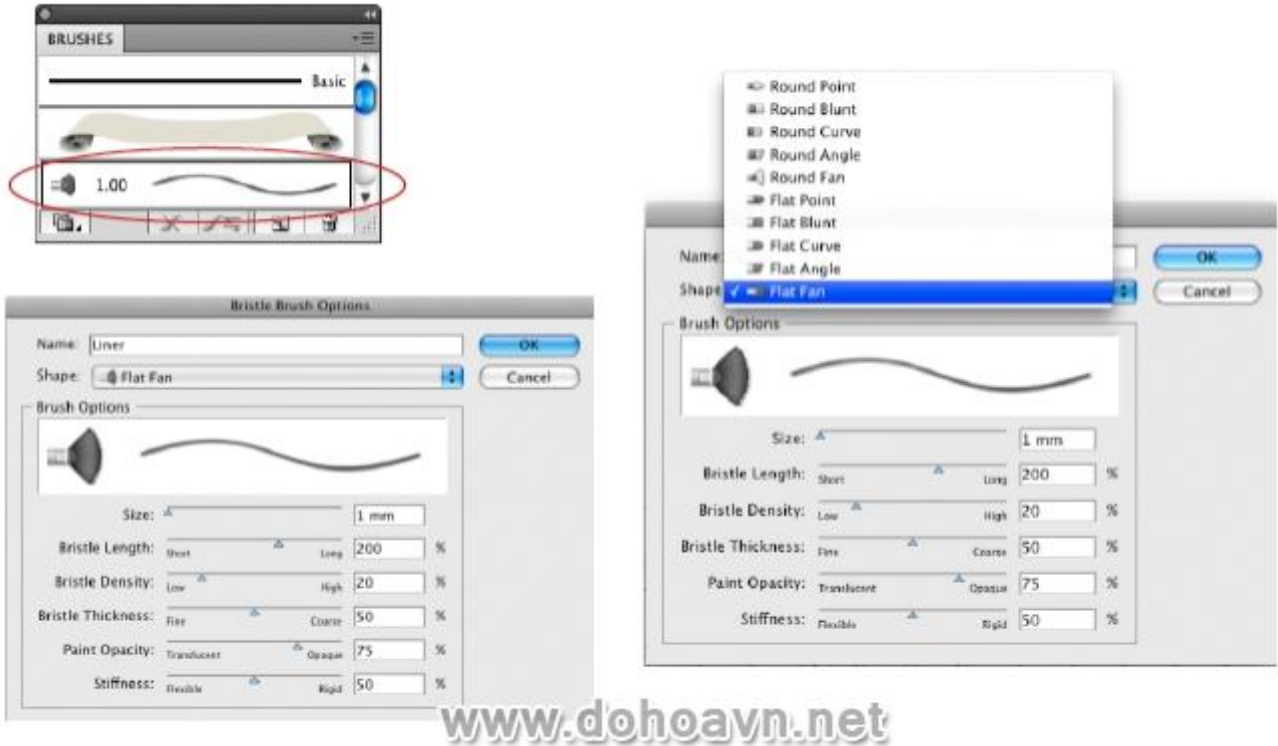 BRUSHES
Basic
1.00
Bristle Brush Options
Name: Liner
OK
Shape: Flat Fan
Cancel
Brush Options
Size: 1 mm
Bristle Length: Short Long 200 %
Bristle Density: Low High 20 %
Bristle Thickness: Fine Coarse 50 %
Paint Opacity: Translucent Opaque 75 %
Stiffness: Flexible Rigid 50 %
Round Point
Round Blunt
Round Curve
Round Angle
Round Fan
Flat Point
Flat Blunt
Flat Curve
Flat Angle
Flat Fan
Name:
OK
Shape
Cancel
Brush Options
Size: 1 mm
Bristle Length: Short Long 200 %
Bristle Density: Low High 20 %
Bristle Thickness: Fine Coarse 50 %
Paint Opacity: Translucent Opaque 75 %
Stiffness: Flexible Rigid 50 %
www.dohoavn.net